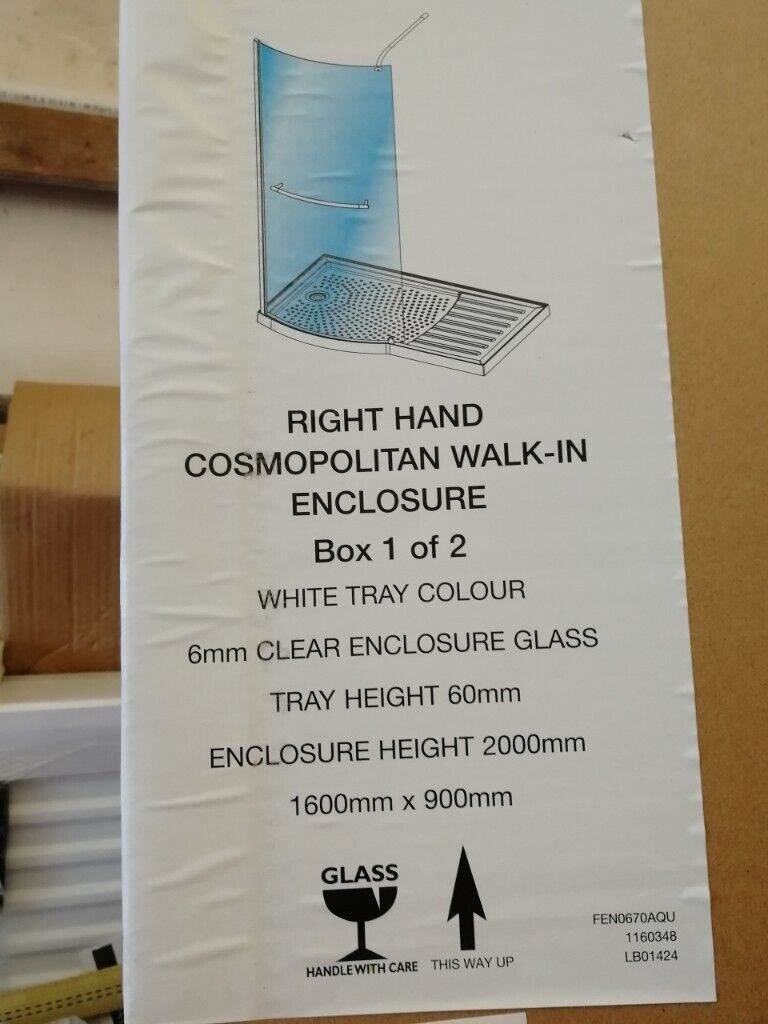 RIGHT HAND
COSMOPOLITAN WALK-IN
ENCLOSURE
Box 1 of 2
WHITE TRAY COLOUR
6mm CLEAR ENCLOSURE GLASS
TRAY HEIGHT 60mm
ENCLOSURE HEIGHT 2000mm
1600mm x 900mm
GLASS
HANDLE WITH CARE
THIS WAY UP
FEN0670AQU
1160348
LB01424